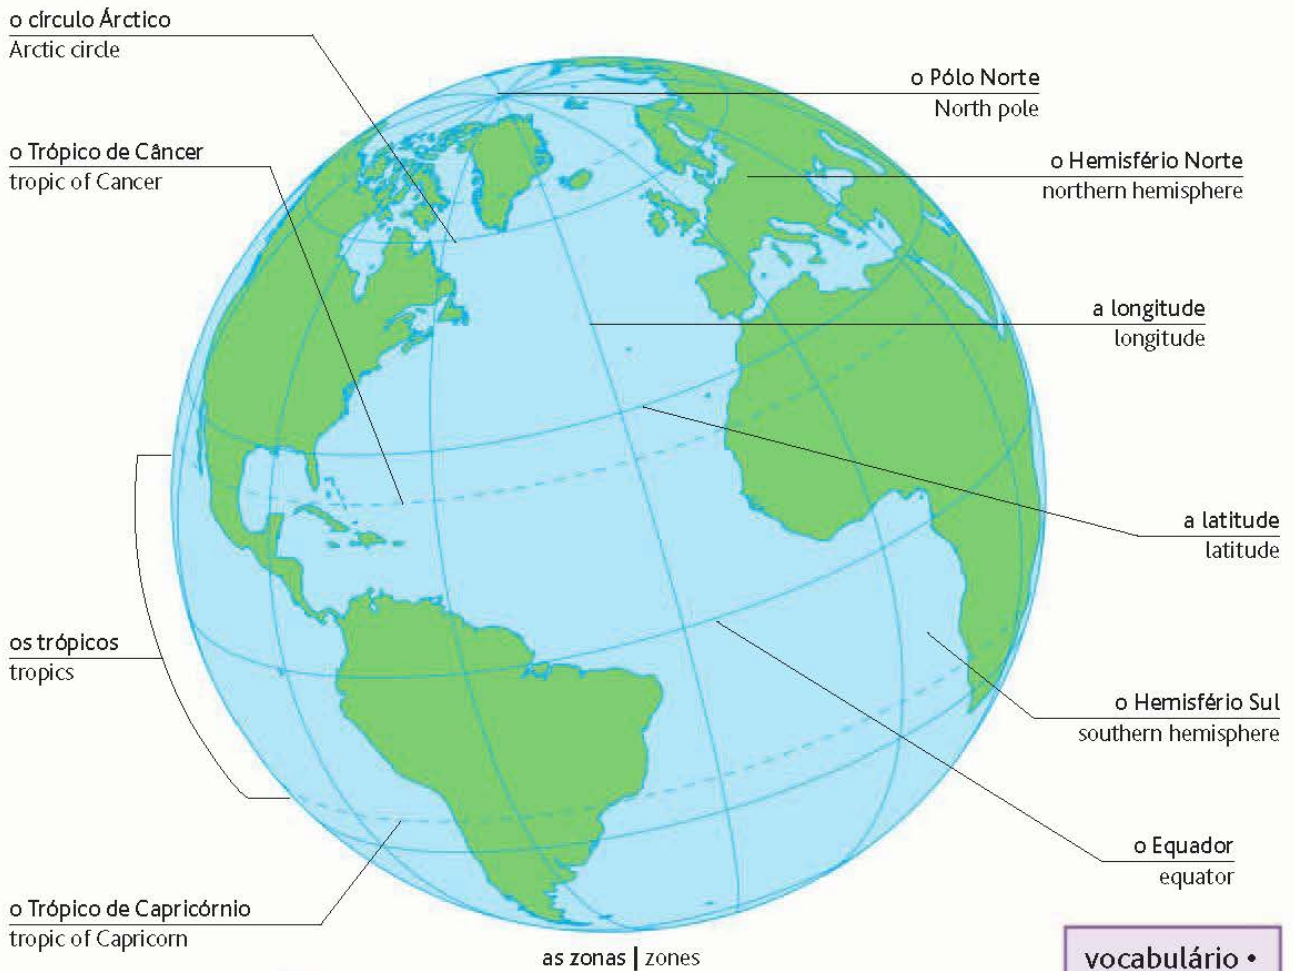 o círculo Árctico
Arctic circle
o Pólo Norte
North pole
o Trópico de Câncer
tropic of Cancer
o Hemisfério Norte
northern hemisphere
a longitude
longitude
a latitude
latitude
os trópicos
tropics
o Hemisfério Sul
southern hemisphere
o Equador
equator
o Trópico de Capricórnio
tropic of Capricorn
as zonas | zones
vocabulário •